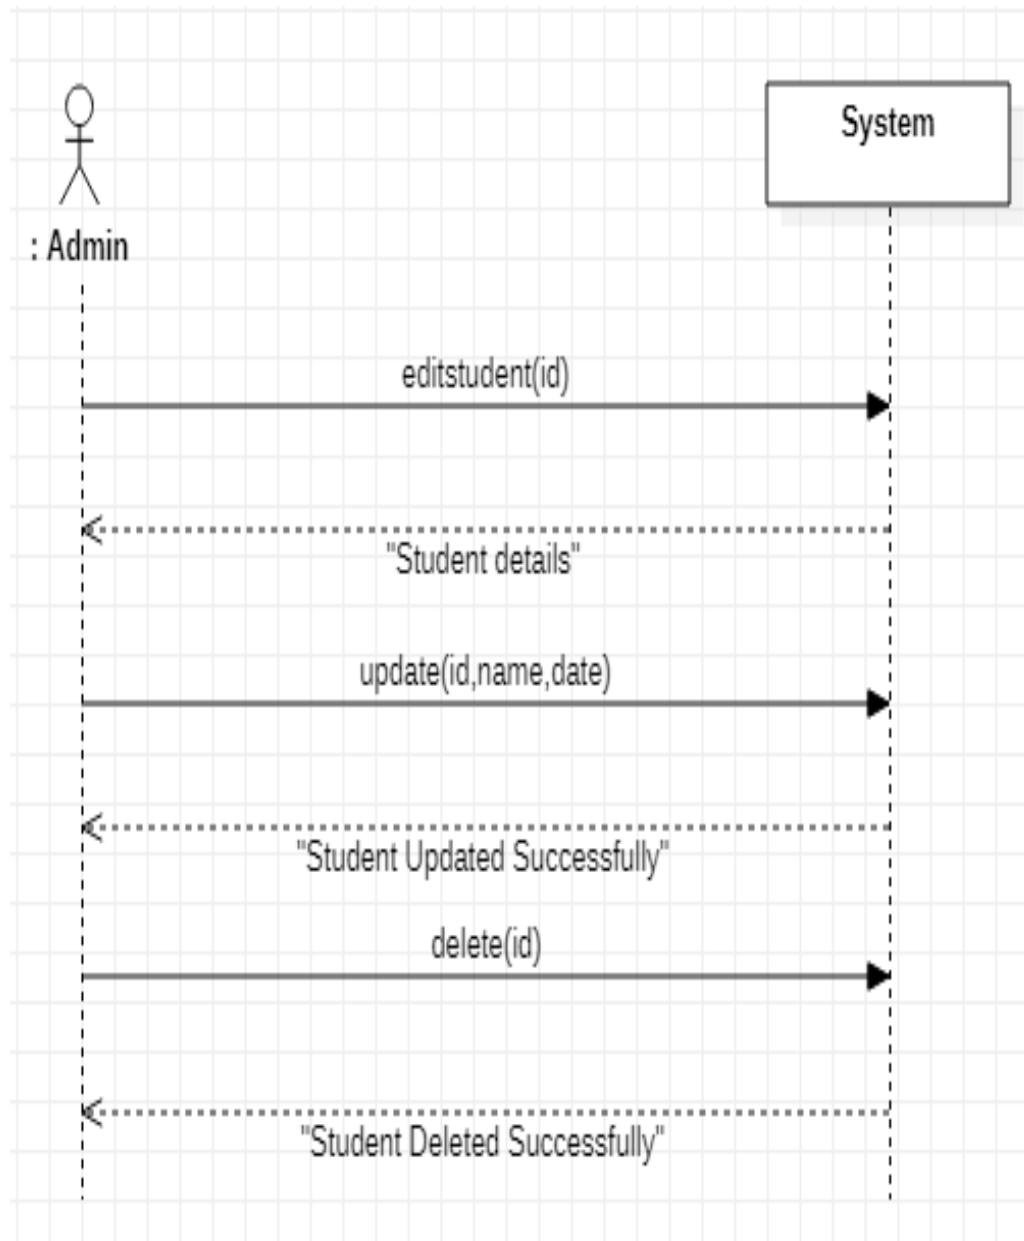 System
: Admin
editstudent(id)
"Student details"
update(id,name,date)
"Student Updated Successfully"
delete(id)
"Student Deleted Successfully"